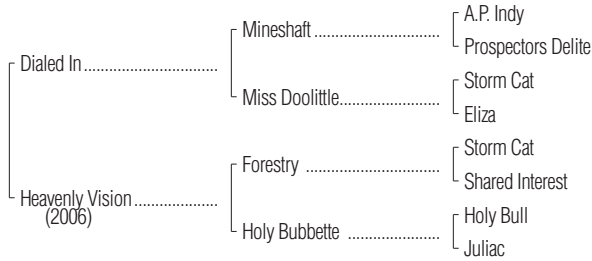 A.P. Indy
Mineshaft
Prospectors Delite
Dialed In
Storm Cat
Miss Doolittle
Eliza
Storm Cat
Forestry
Shared Interest
Heavenly Vision
(2006)
Holy Bull
Holy Bubbette
Juliac